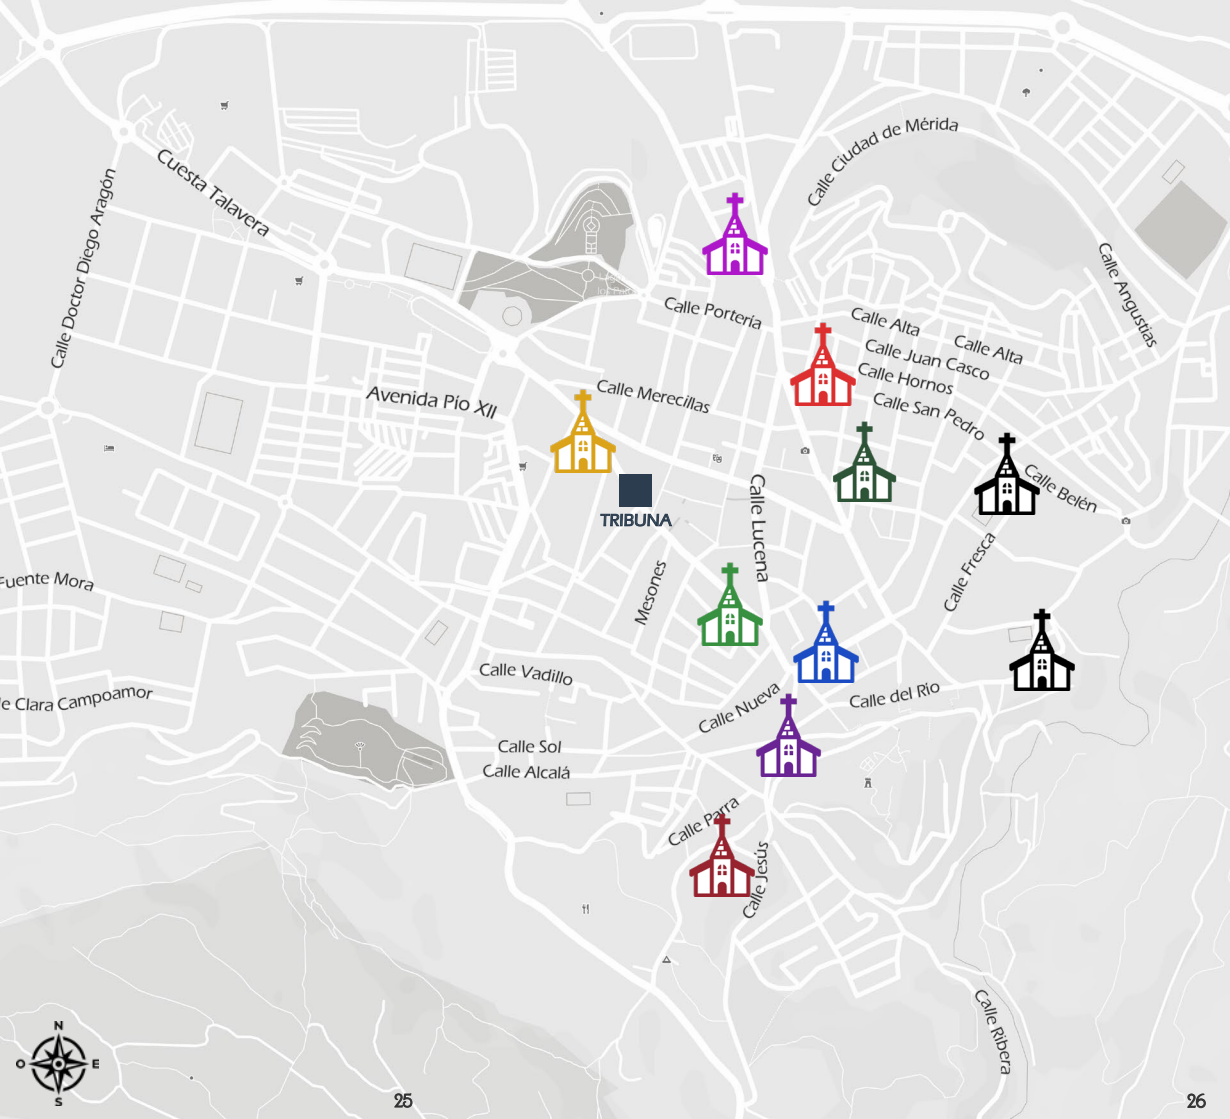 Calle Ciudad de Mérida
Cuesta Talavera
Calle Doctor Diego Aragón
Calle Angustias
Calle Portería
Calle Alta
Calle Alta
Calle Juan Casco
Calle Hornos
Calle San Pedro
Calle Merecillas
Avenida Pio XII
Calle Belén
TRIBUNA
Calle Lucena
Calle Fresca
Mesones
Fuente Mora
Calle Vadillo
Calle Nueva
Calle del Río
e Clara Campoamor
Calle Sol
Calle Alcalá
Calle Parra
Calle Jesús
Calle Ribera
N
O E
S
25
26